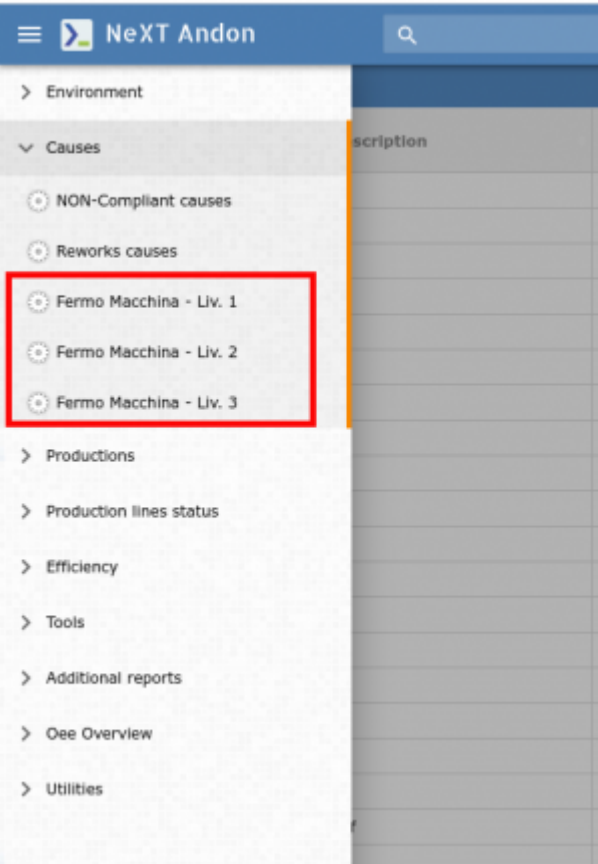 NeXT Andon
Environment
Causes
scription
NON-Compliant causes
Reworks causes
Fermo Macchina - Liv. 1
Fermo Macchina - Liv. 2
Fermo Macchina - Liv. 3
Productions
Production lines status
Efficiency
Tools
Additional reports
Oee Overview
Utilities